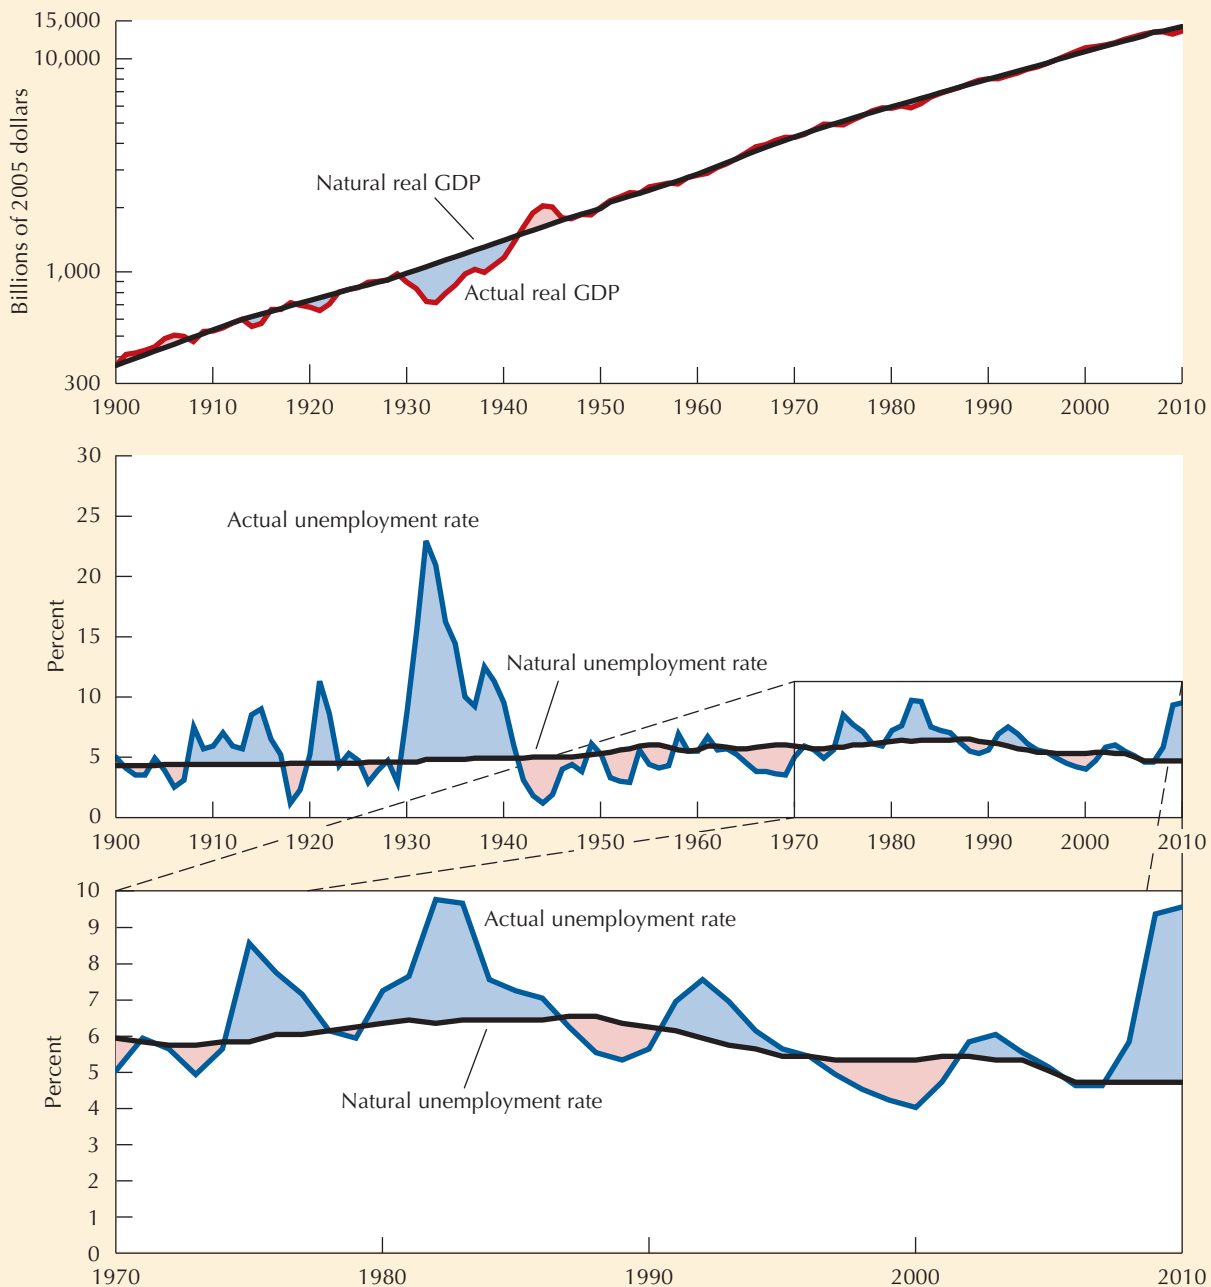 15,000
10,000
Billions of 2005 dollars
Natural real GDP
1,000
Actual real GDP
300
1900 1910 1920 1930 1940 1950 1960 1970 1980 1990 2000 2010
30
25
Actual unemployment rate
20
Percent
15
Natural unemployment rate
10
5
0
1900 1910 1920 1930 1940 1950 1960 1970 1980 1990 2000 2010
10
9
Actual unemployment rate
8
7
6
Percent
5
Natural unemployment rate
4
3
2
1
0
1970 1980 1990 2000 2010